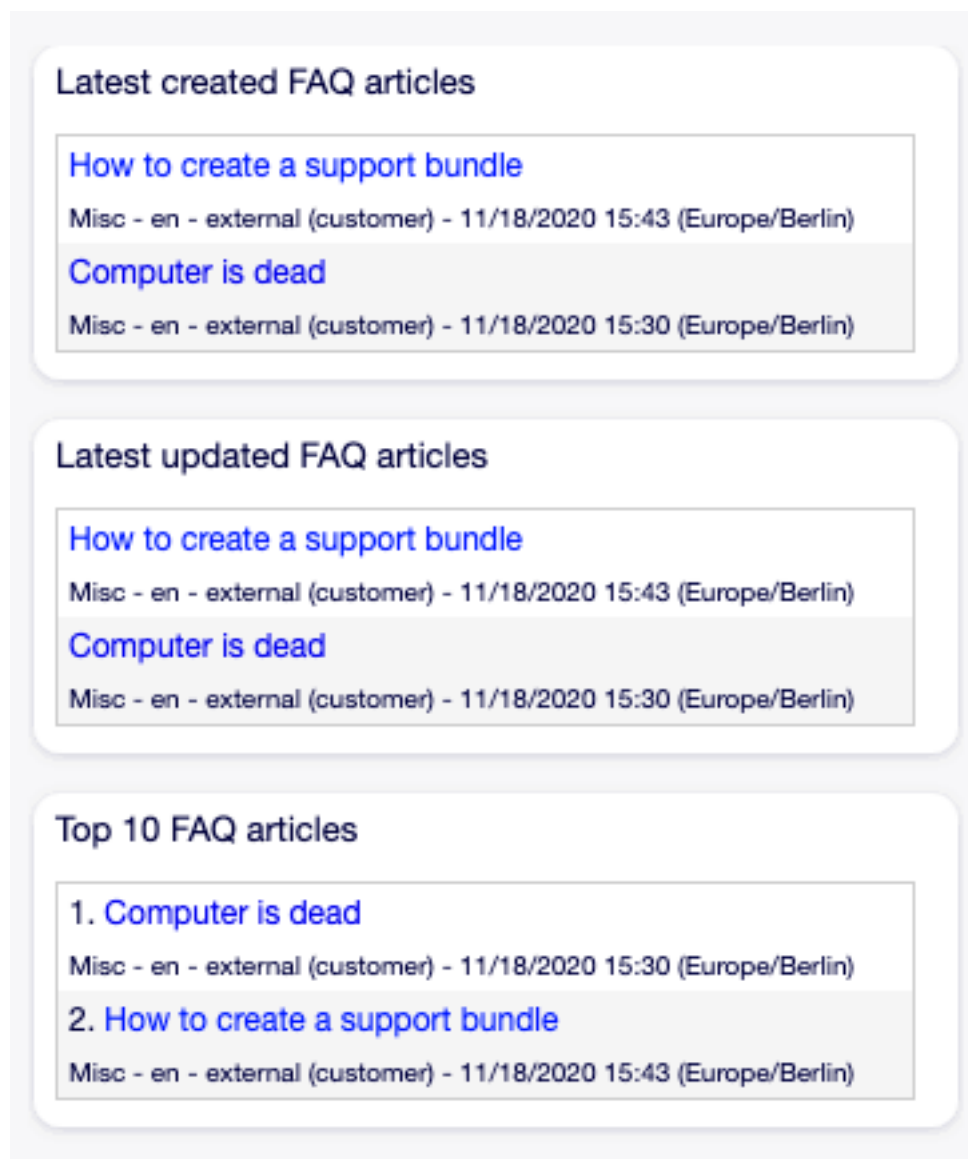 Latest created FAQ articles
How to create a support bundle
Misc - en - external (customer) - 11/18/2020 15:43 (Europe/Berlin)
Computer is dead
Misc - en - external (customer) - 11/18/2020 15:30 (Europe/Berlin)
Latest updated FAQ articles
How to create a support bundle
Misc - en - external (customer) - 11/18/2020 15:43 (Europe/Berlin)
Computer is dead
Misc - en - external (customer) - 11/18/2020 15:30 (Europe/Berlin)
Top 10 FAQ articles
1. Computer is dead
Misc - en - external (customer) - 11/18/2020 15:30 (Europe/Berlin)
2. How to create a support bundle
Misc - en - external (customer) - 11/18/2020 15:43 (Europe/Berlin)